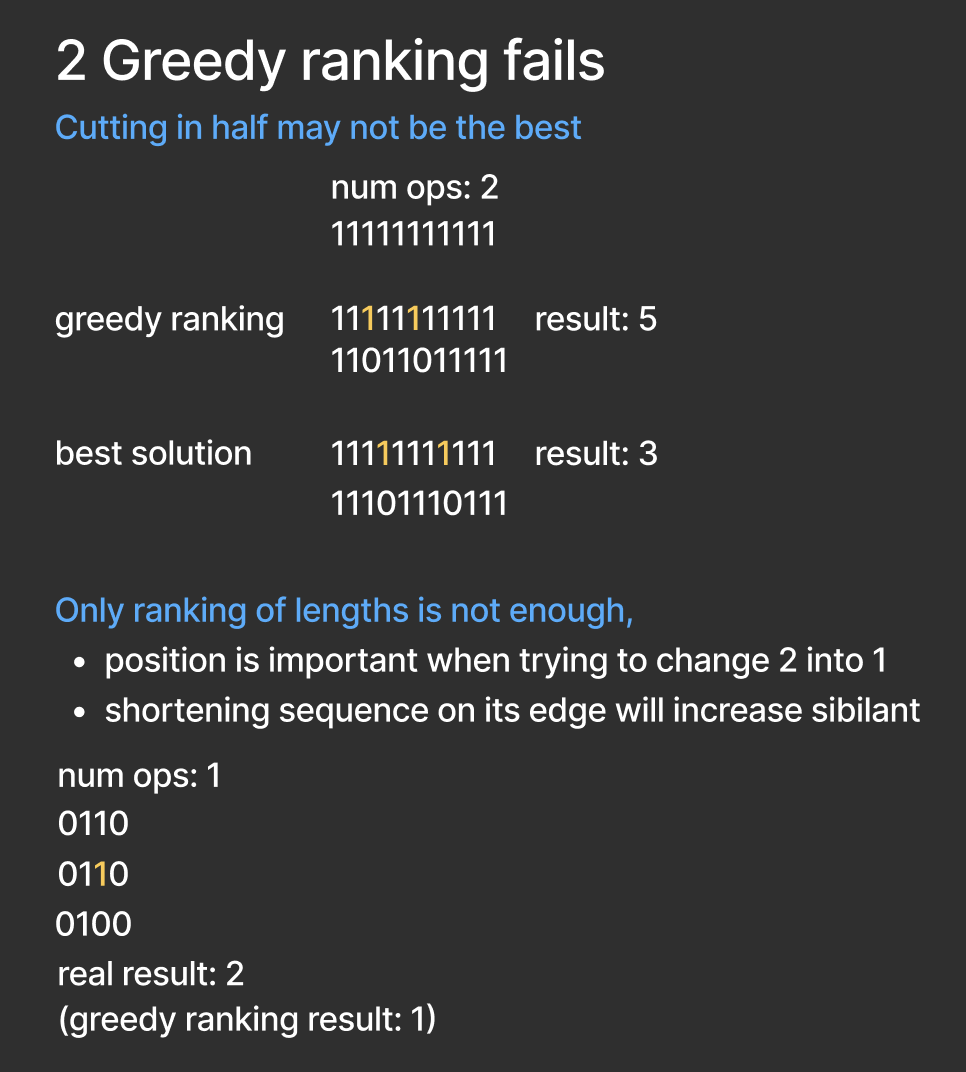 2 Greedy ranking fails
Cutting in half may not be the best
num ops: 2
11111111111
greedy ranking 11111111111 result: 5
11011011111
best solution 11111111111 result: 3
11101110111
Only ranking of lengths is not enough,
• position is important when trying to change 2 into 1
• shortening sequence on its edge will increase sibilant
num ops: 1
0110
0110
0100
real result: 2
(greedy ranking result: 1)